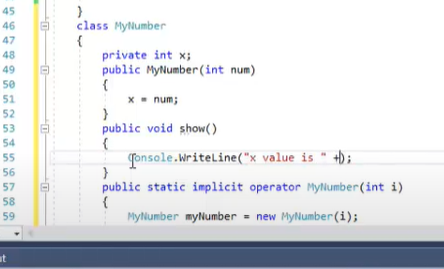 45 }
46 class MyNumber
47 {
48 private int x;
49 public MyNumber(int num)
50 {
51 x = num;
52 }
53 public void show()
54 {
55 Console.WriteLine("x value is " +);
56 }
57 public static implicit operator MyNumber(int i)
58 {
59 MyNumber myNumber = new MyNumber(i);
ut